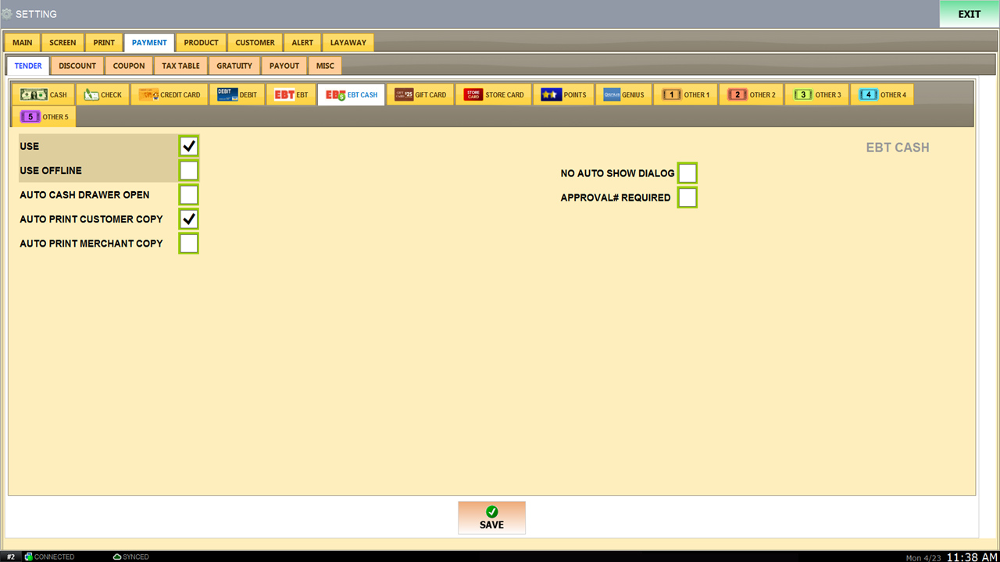 SETTING
EXIT
MAIN SCREEN PRINT PAYMENT PRODUCT CUSTOMER ALERT LAYAWAY
TENDER DISCOUNT COUPON TAX TABLE GRATUITY PAYOUT MISC
CASH CHECK CREDIT CARD DEBIT DEBIT EBT EBT EBT CASH GIFT CARD STORE CARD STORE CARD POINTS Genius GENIUS 1 OTHER 1 2 OTHER 2 3 OTHER 3 4 OTHER 4
5 OTHER 5
USE
EBT CASH
USE OFFLINE
NO AUTO SHOW DIALOG
AUTO CASH DRAWER OPEN
APPROVAL# REQUIRED
AUTO PRINT CUSTOMER COPY
AUTO PRINT MERCHANT COPY
SAVE
#2 CONNECTED SYNCED Mon 4/23 11:38 AM